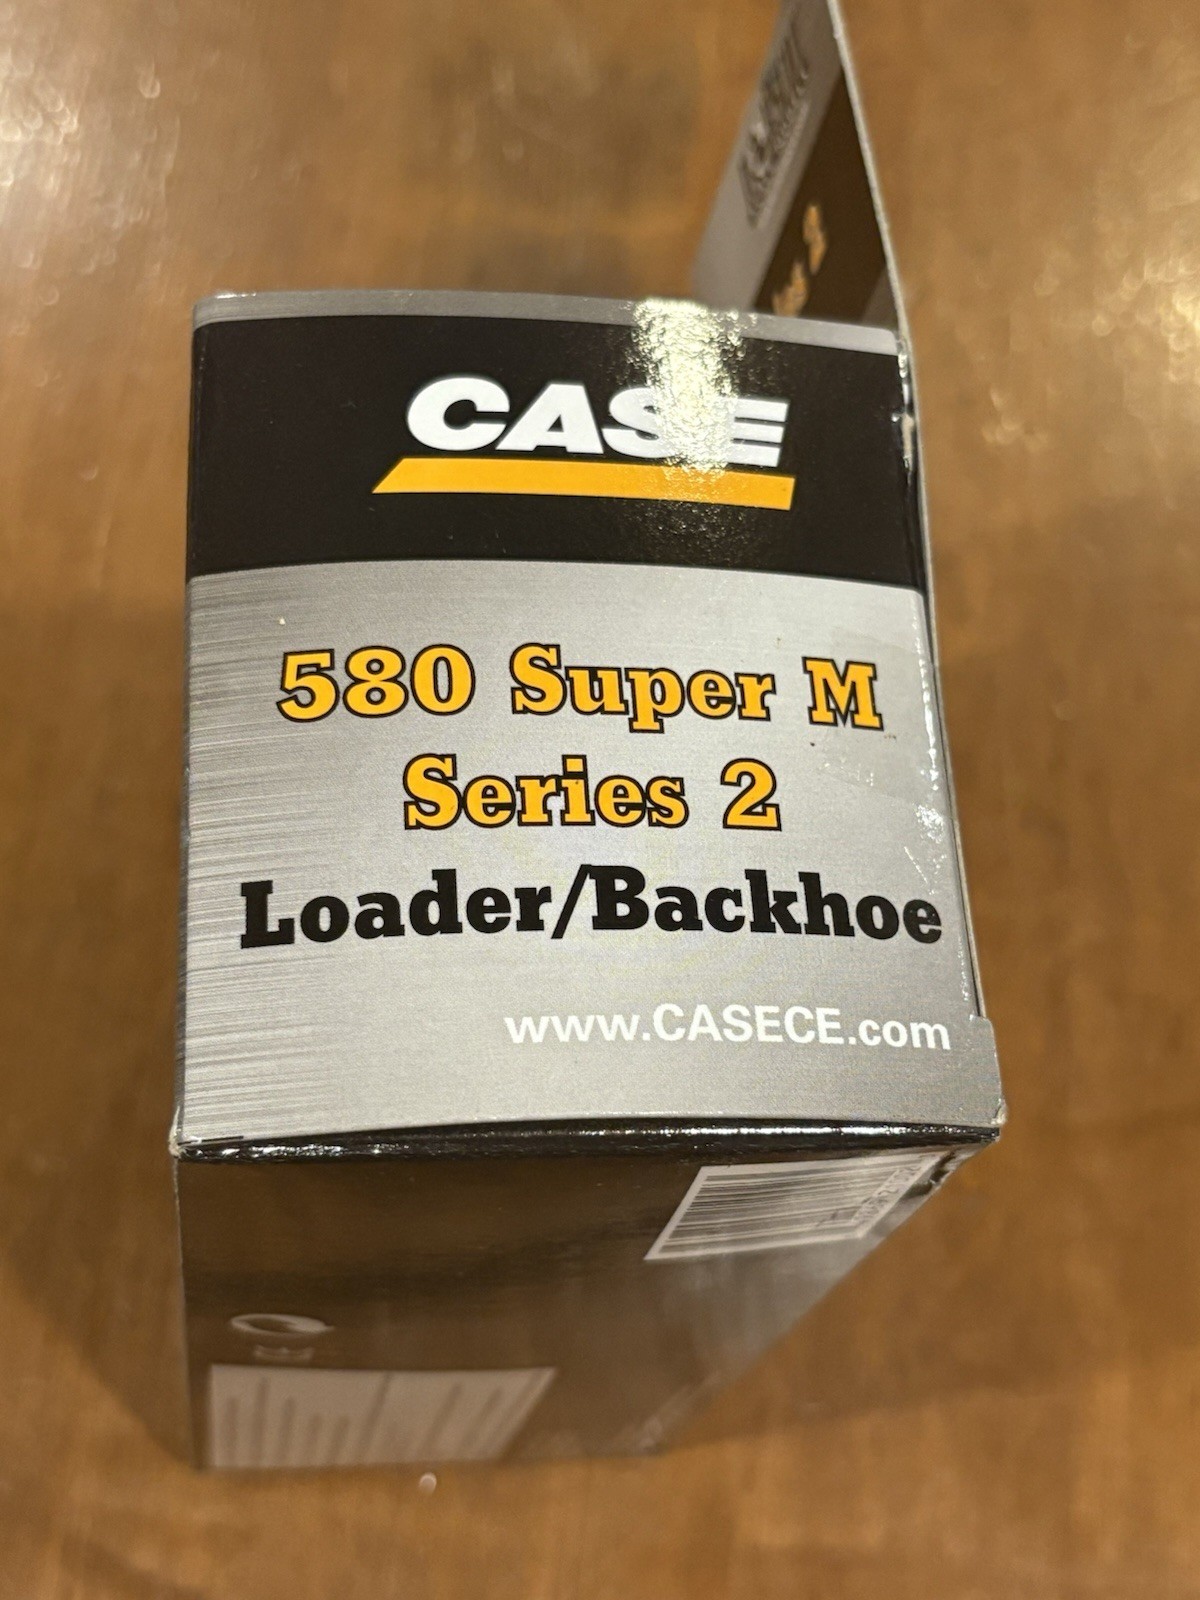 CASE
580 Super M
Series 2
Loader/Backhoe
www.CASECE.com